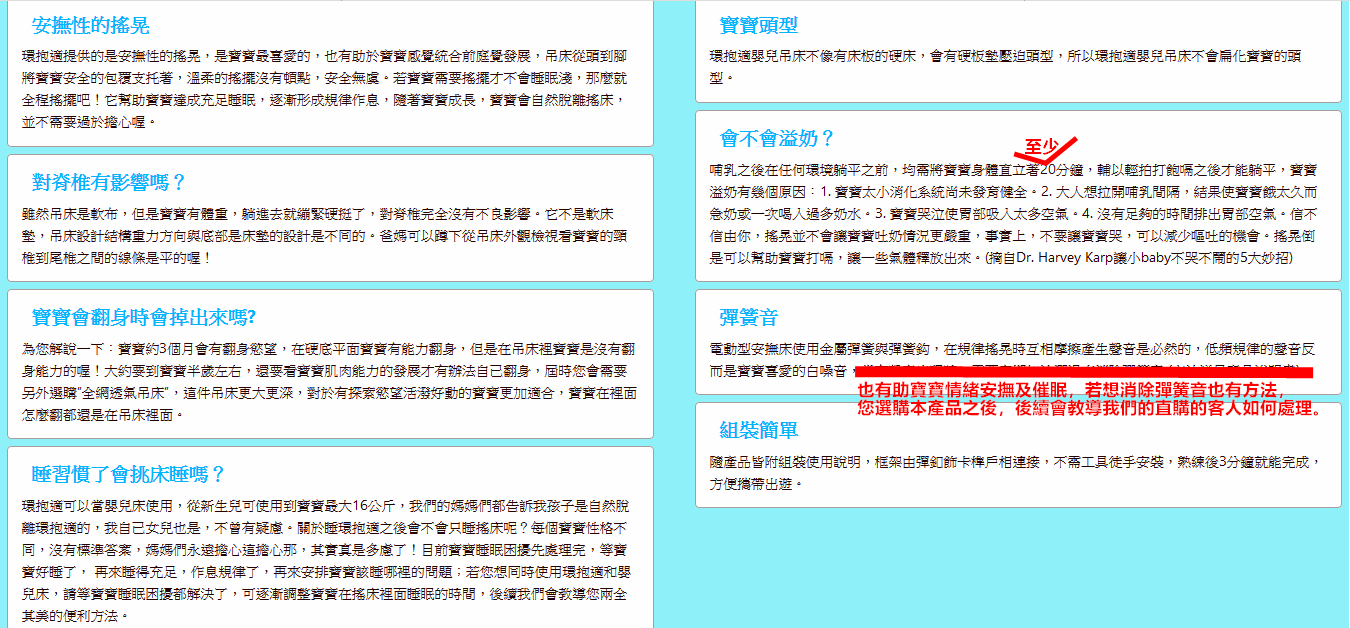 安撫性的搖晃
環抱適提供的是安撫性的搖晃，是寶寶最喜愛的，也有助於寶寶感覺統合前庭覺發展，吊床從頭到腳
將寶寶安全的包覆支托著，溫柔的搖擺沒有頓點，安全無虞。若寶寶需要搖擺才不會睡眠淺，那麼就
全程搖擺吧！它幫助寶寶達成充足睡眠，逐漸形成規律作息，隨著寶寶成長，寶寶會自然脫離搖床，
並不需要過於擔心喔。
對脊椎有影響嗎？
雖然吊床是軟布，但是寶寶有體重，躺進去就繃緊硬挺了，對脊椎完全沒有不良影響。它不是軟床
墊，吊床設計結構重力方向與底部是床墊的設計是不同的。爸媽可以蹲下從吊床外觀檢視看寶寶的頸
椎到尾椎之間的線條是平的喔！
寶寶會翻身時會掉出來嗎?
為您解說一下：寶寶約3個月會有翻身慾望，在硬底平面寶寶有能力翻身，但是在吊床裡寶寶是沒有翻
身能力的喔！大約要到寶寶半歲左右，還要看寶寶肌肉能力的發展才有辦法自己翻身，屆時您會需要
另外選購"全網透氣吊床"，這件吊床更大更深，對於有探索慾望活潑好動的寶寶更加適合，寶寶在裡面
怎麼翻都還是在吊床裡面。
睡習慣了會挑床睡嗎？
環抱適可以當嬰兒床使用，從新生兒可使用到寶寶最大16公斤，我們的媽媽們都告訴我孩子是自然脫
離環抱適的，我自己女兒也是，不曾有疑慮。關於睡環抱適之後會不會只睡搖床呢？每個寶寶性格不
同，沒有標準答案，媽媽們永遠擔心這擔心那，其實真是多慮了！目前寶寶睡眠困擾先處理完，等寶
寶好睡了， 再來睡得充足，作息規律了，再來安排寶寶該睡哪裡的問題；若您想同時使用環抱適和嬰
兒床，請等寶寶睡眠困擾都解決了，可逐漸調整寶寶在搖床裡面睡眠的時間，後續我們會教導您兩全
其美的便利方法。
寶寶頭型
環抱適嬰兒吊床不像有床板的硬床，會有硬板墊壓迫頭型，所以環抱適嬰兒吊床不會扁化寶寶的頭
型。
會不會溢奶？
至少
哺乳之後在任何環境躺平之前，均需將寶寶身體直立著20分鐘，輔以輕拍打飽嗝之後才能躺平，寶寶
溢奶有幾個原因：1. 寶寶太小消化系統尚未發育健全。2. 大人想拉開哺乳間隔，結果使寶寶餓太久而
急奶或一次喝入過多奶水。3. 寶寶哭泣使胃部吸入太多空氣。4. 沒有足夠的時間排出胃部空氣。信不
信由你，搖晃並不會讓寶寶吐奶情況更嚴重，事實上，不要讓寶寶哭，可以減少嘔吐的機會。搖晃倒
是可以幫助寶寶打嗝，讓一些氣體釋放出來。(摘自Dr. Harvey Karp讓小baby不哭不鬧的5大妙招)
彈簧音
電動型安撫床使用金屬彈簧與彈簧鉤，在規律搖晃時互相摩擦產生聲音是必然的，低頻規律的聲音反
而是寶寶喜愛的白噪音，
也有助寶寶情緒安撫及催眠，若想消除彈簧音也有方法，
您選購本產品之後，後續會教導我們的直購的客人如何處理。
組裝簡單
隨產品皆附組裝使用說明，框架由彈釦飾卡榫戶相連接，不需工具徒手安裝，熟練後3分鐘就能完成，
方便攜帶出遊。